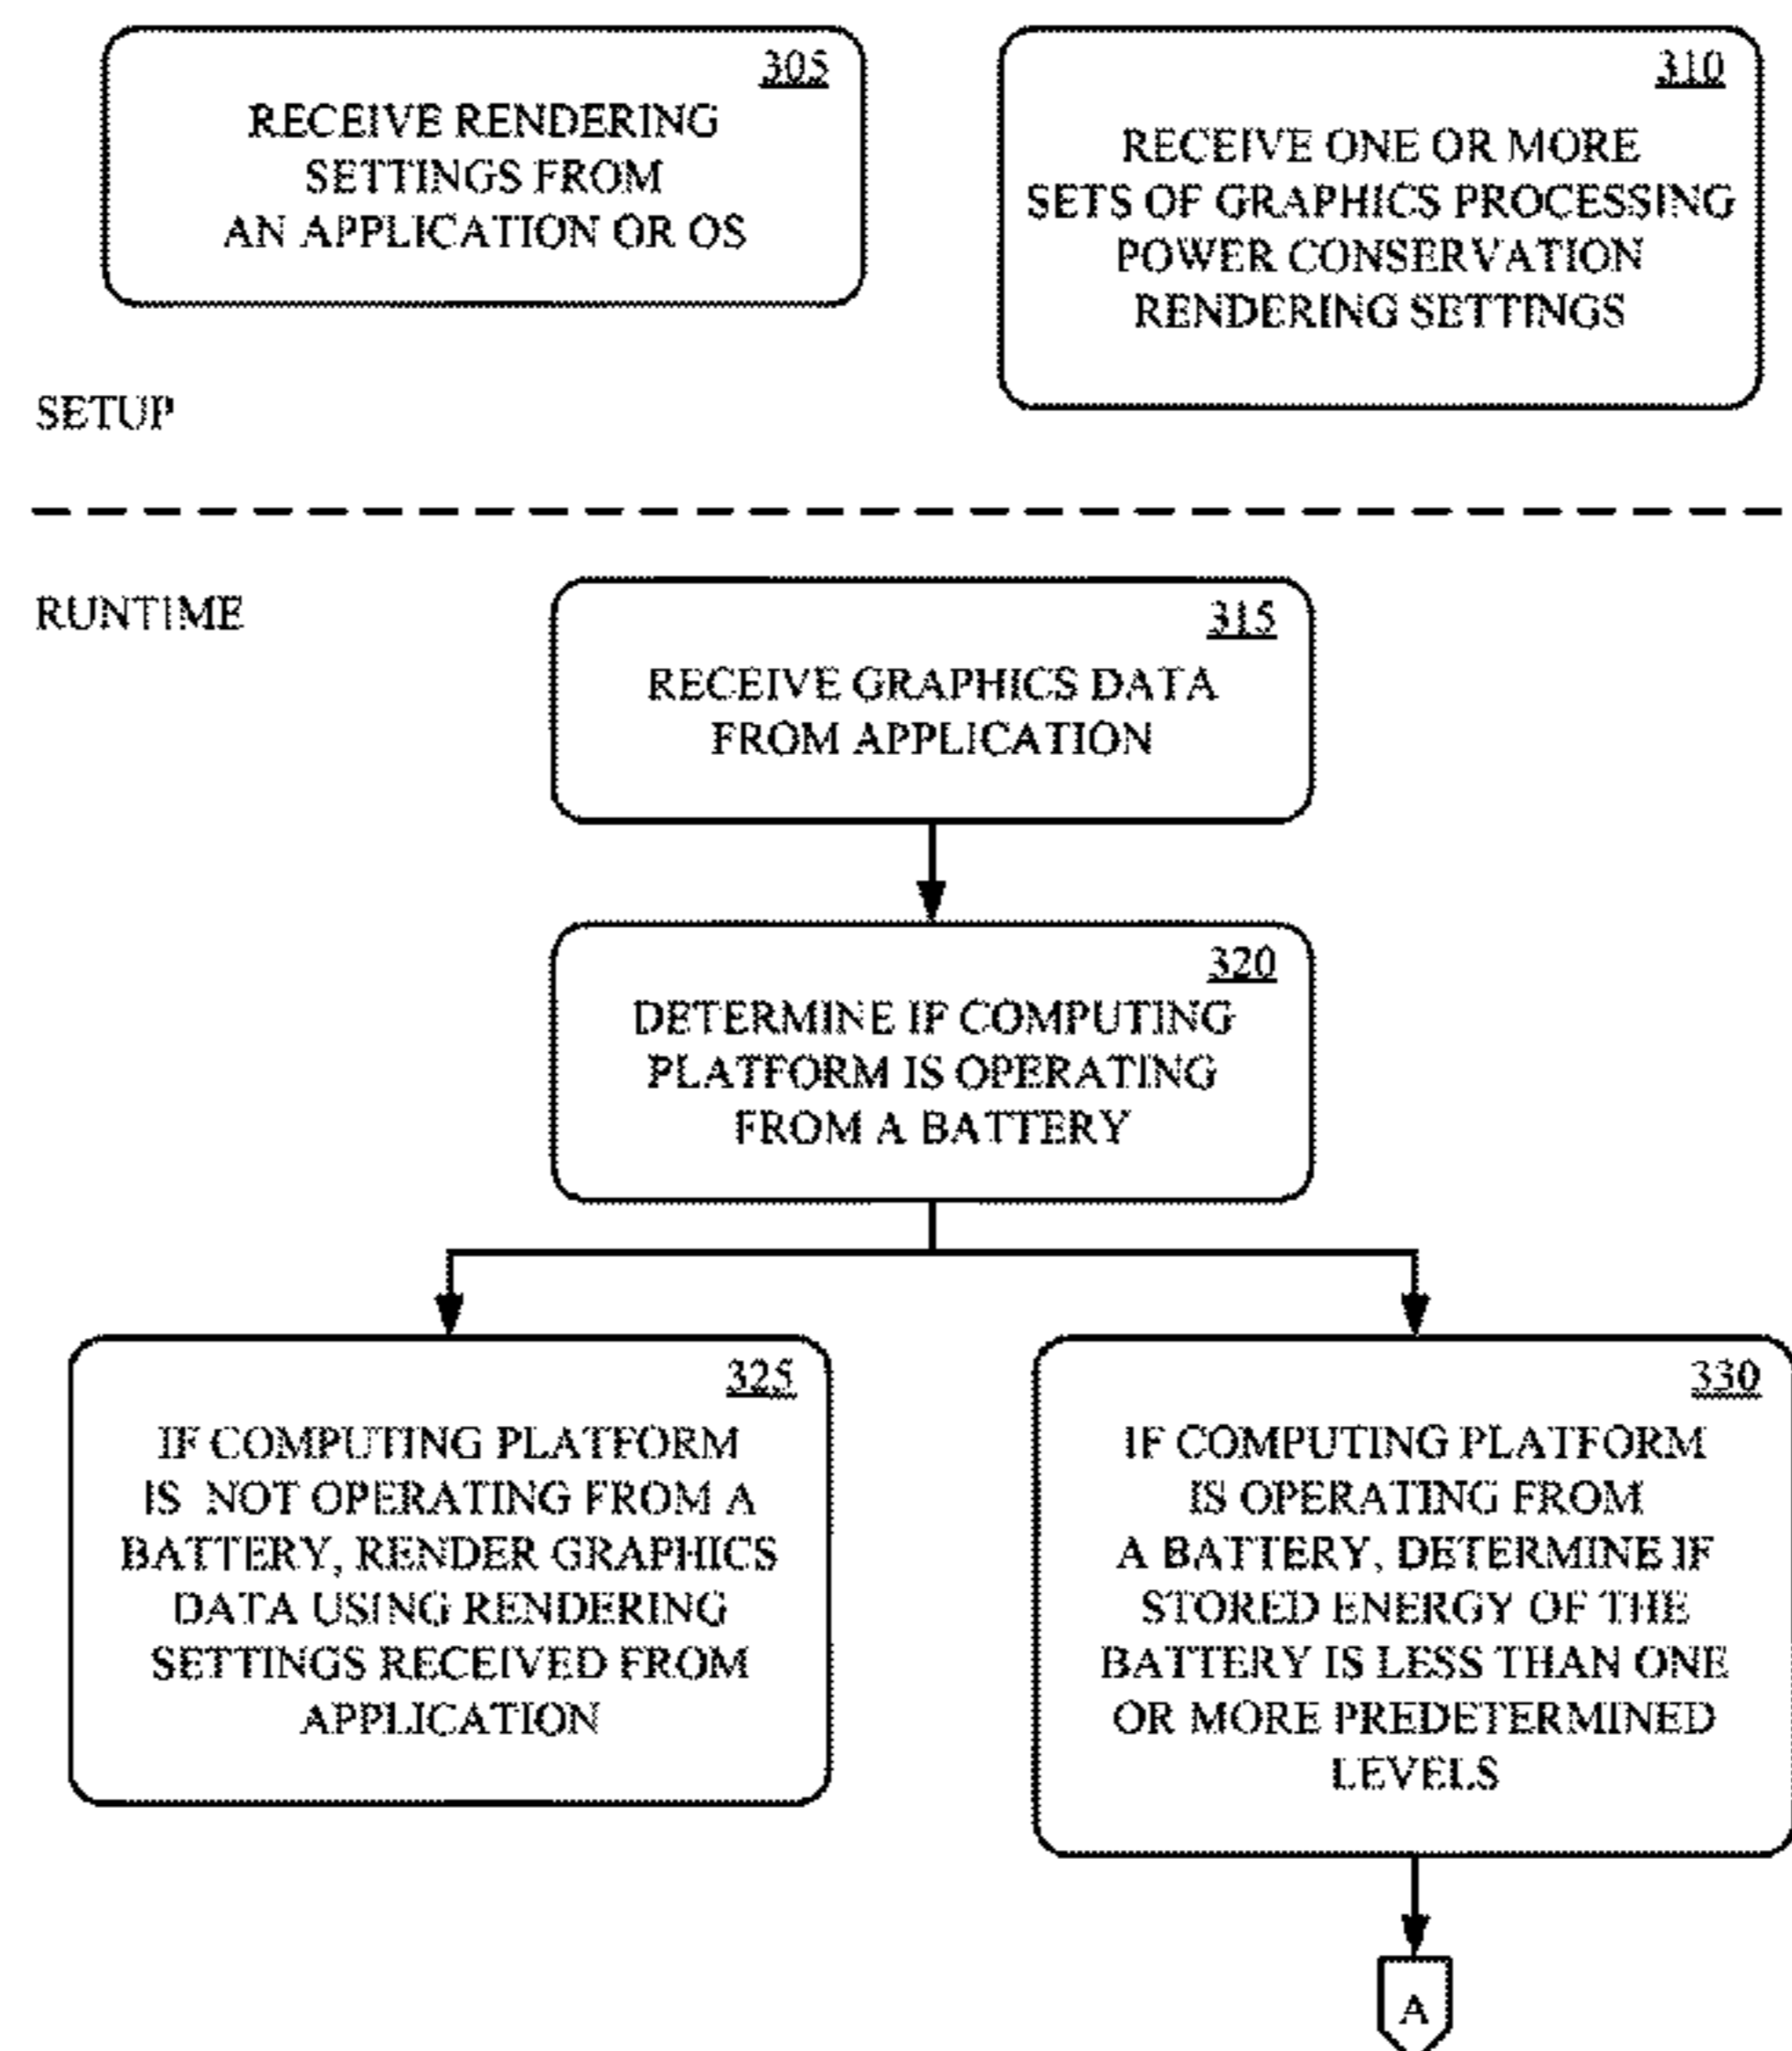 305
RECEIVE RENDERING
SETTINGS FROM
AN APPLICATION OR OS
310
RECEIVE ONE OR MORE
SETS OF GRAPHICS PROCESSING
POWER CONSERVATION
RENDERING SETTINGS
SETUP
RUNTIME
315
RECEIVE GRAPHICS DATA
FROM APPLICATION
320
DETERMINE IF COMPUTING
PLATFORM IS OPERATING
FROM A BATTERY
325
IF COMPUTING PLATFORM
IS NOT OPERATING FROM A
BATTERY, RENDER GRAPHICS
DATA USING RENDERING
SETTINGS RECEIVED FROM
APPLICATION
330
IF COMPUTING PLATFORM
IS OPERATING FROM
A BATTERY, DETERMINE IF
STORED ENERGY OF THE
BATTERY IS LESS THAN ONE
OR MORE PREDETERMINED
LEVELS
A